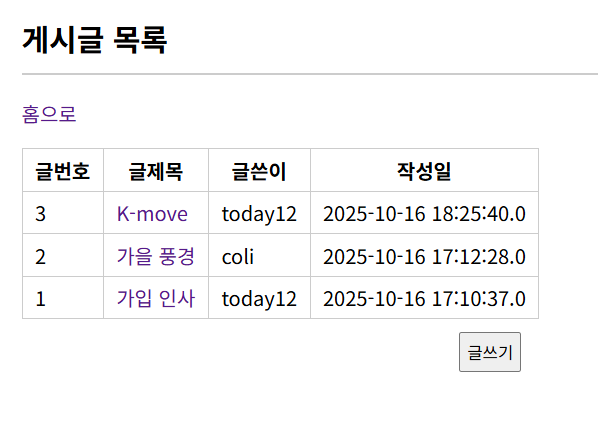 게시글 목록
홈으로
글번호 글제목 글쓴이 작성일
3 K-move today12 2025-10-16 18:25:40.0
2 가을 풍경 coli 2025-10-16 17:12:28.0
1 가입 인사 today12 2025-10-16 17:10:37.0
글쓰기